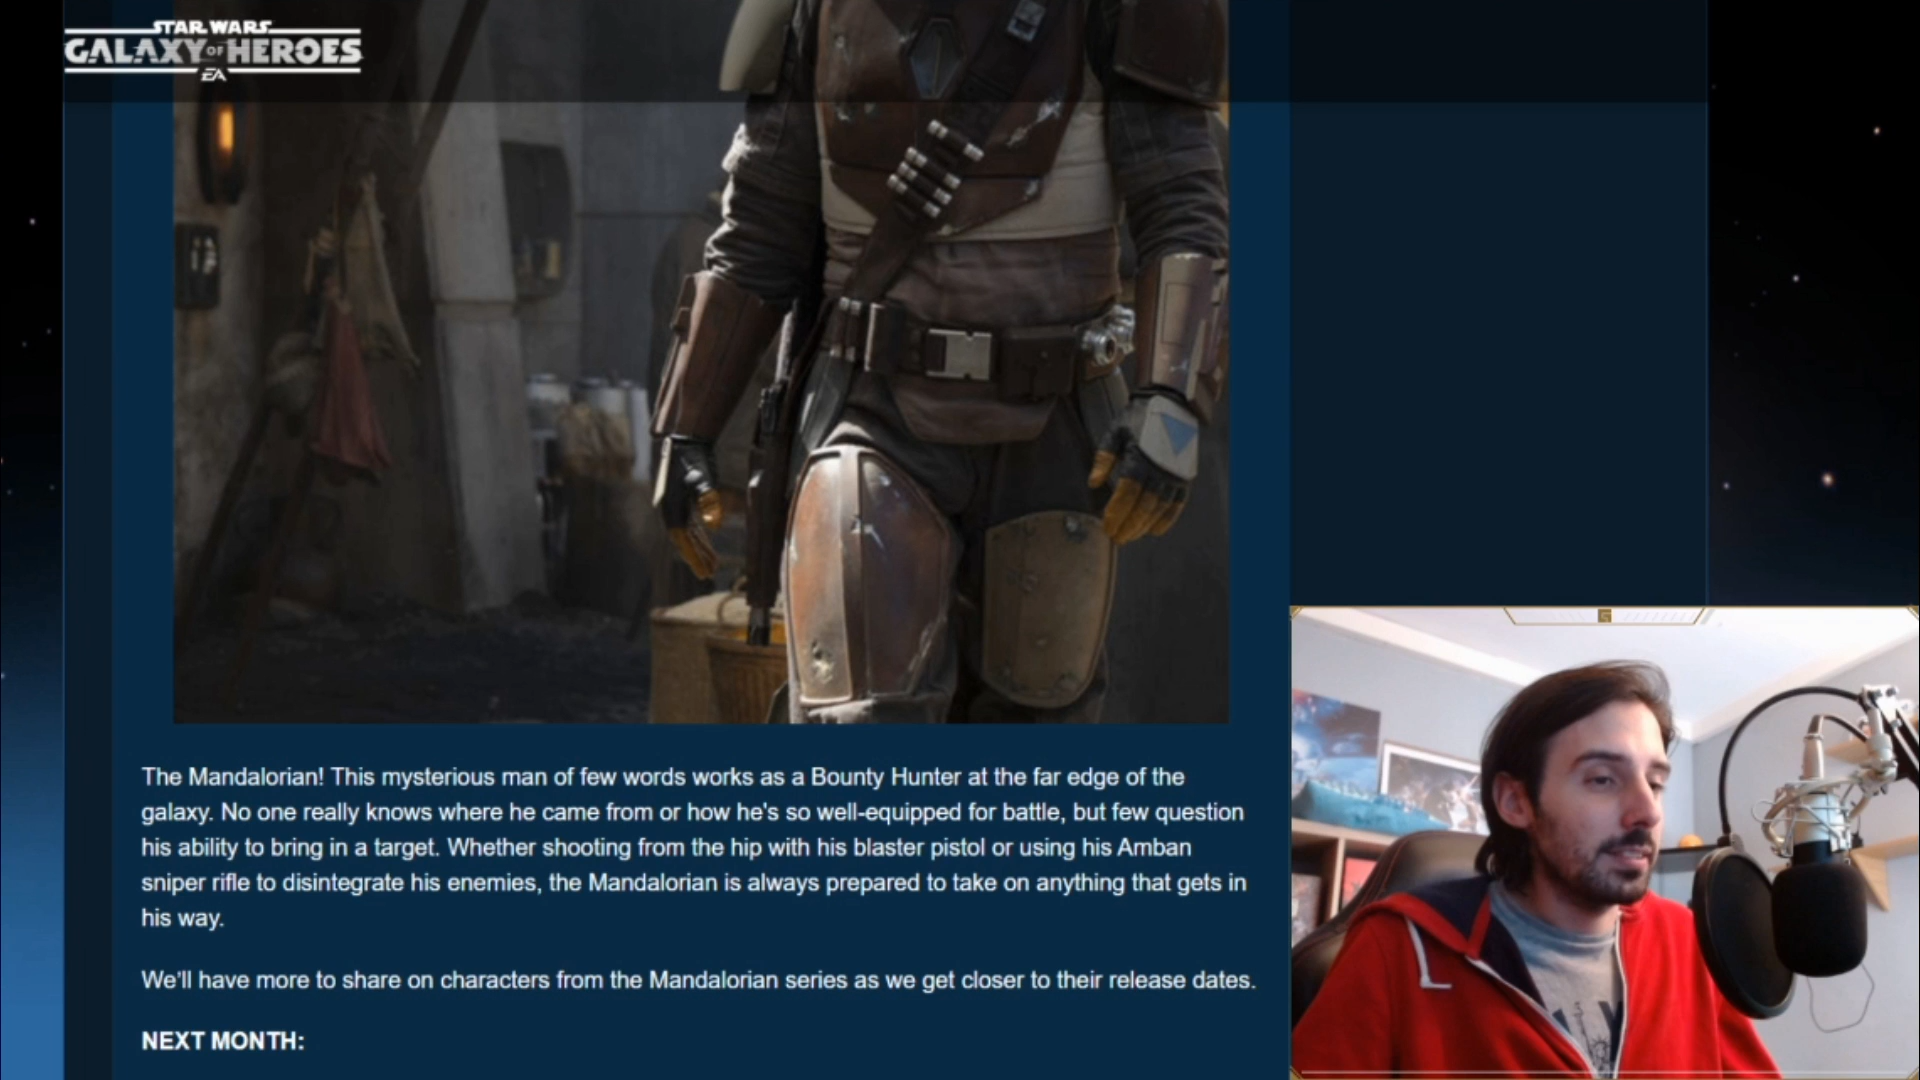 STAR WARS
GALAXY OF HEROES
EA
The Mandalorian! This mysterious man of few words works as a Bounty Hunter at the far edge of the
galaxy. No one really knows where he came from or how he's so well-equipped for battle, but few question
his ability to bring in a target. Whether shooting from the hip with his blaster pistol or using his Amban
sniper rifle to disintegrate his enemies, the Mandalorian is always prepared to take on anything that gets in
his way.
We'll have more to share on characters from the Mandalorian series as we get closer to their release dates.
NEXT MONTH: